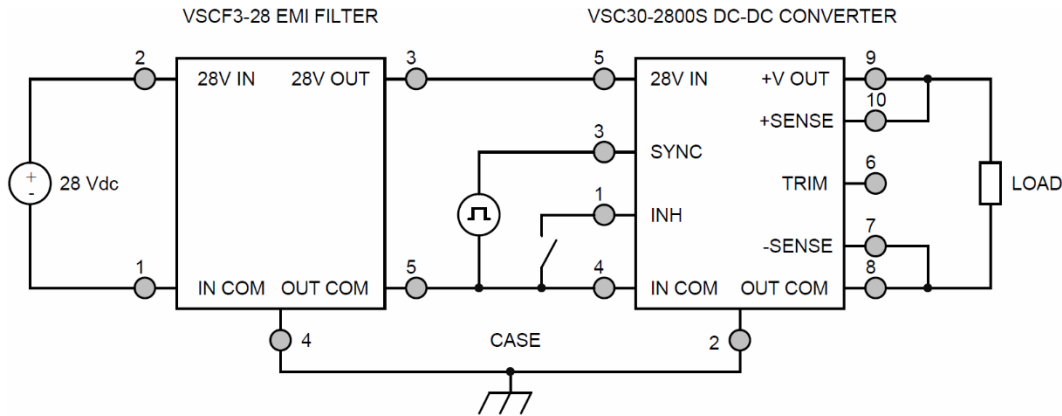 VSCF3-28 EMI FILTER
VSC30-2800S DC-DC CONVERTER
2
28V IN
28V OUT
3
5
28V IN
+V OUT
9
+SENSE
10
3
SYNC
+
-
28 Vdc
TRIM
6
LOAD
1
INH
-SENSE
7
1
IN COM
OUT COM
5
4
IN COM
OUT COM
8
4
CASE
2